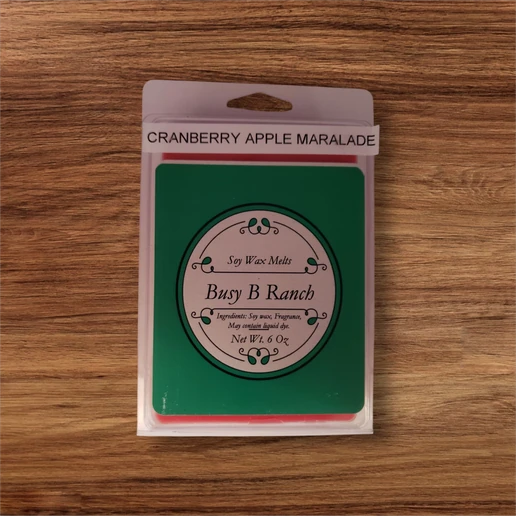 CRANBERRY APPLE MARALADE
Soy Wax Melts
Busy B Ranch
Ingredients: Soy wax, Fragrance,
May contain liquid dye.
Net Wt. 6 Oz